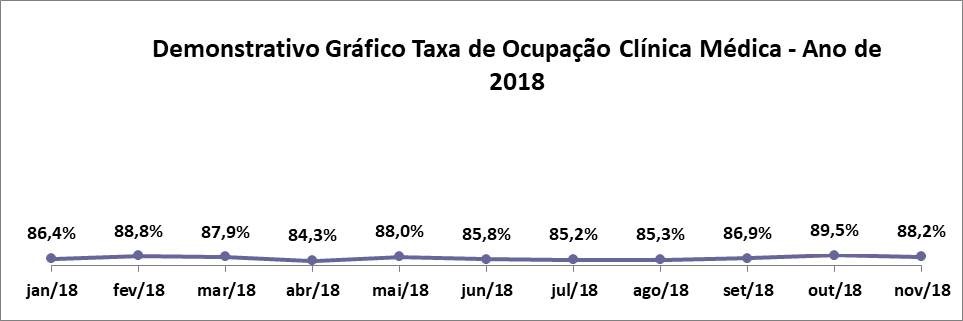 Demonstrativo Gráfico Taxa de Ocupação Clínica Médica - Ano de
2018
86,4% 88,8% 87,9% 84,3% 88,0% 85,8% 85,2% 85,3% 86,9% 89,5% 88,2%
jan/18 fev/18 mar/18 abr/18 mai/18 jun/18 jul/18 ago/18 set/18 out/18 nov/18